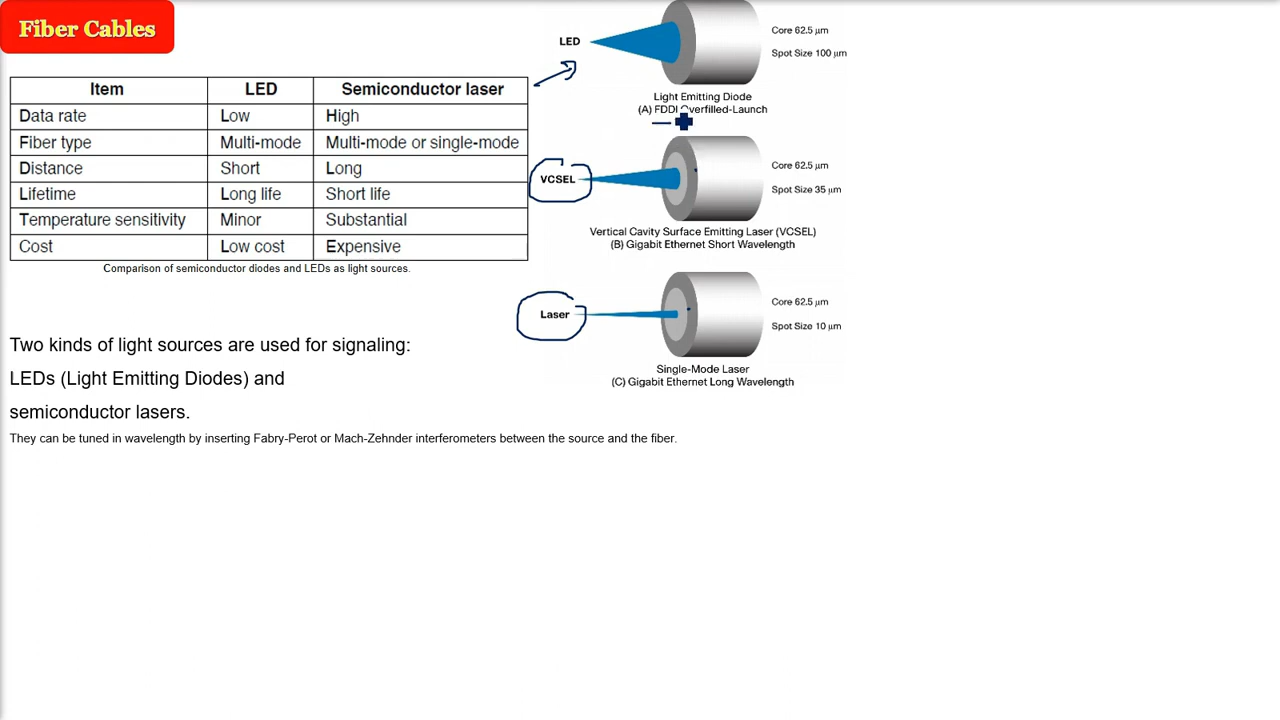 Fiber Cables
Item LED Semiconductor laser
Data rate Low High
Fiber type Multi-mode Multi-mode or single-mode
Distance Short Long
Lifetime Long life Short life
Temperature sensitivity Minor Substantial
Cost Low cost Expensive
Comparison of semiconductor diodes and LEDs as light sources.
Two kinds of light sources are used for signaling:
LEDs (Light Emitting Diodes) and
semiconductor lasers.
They can be tuned in wavelength by inserting Fabry-Perot or Mach-Zehnder interferometers between the source and the fiber.
LED
Core 62.5 µm
Spot Size 100 µm
Light Emitting Diode
(A) FDDI Overfilled-Launch
VCSEL
Core 62.5 µm
Spot Size 35 µm
Vertical Cavity Surface Emitting Laser (VCSEL)
(B) Gigabit Ethernet Short Wavelength
Laser
Core 62.5 µm
Spot Size 10 µm
Single-Mode Laser
(C) Gigabit Ethernet Long Wavelength